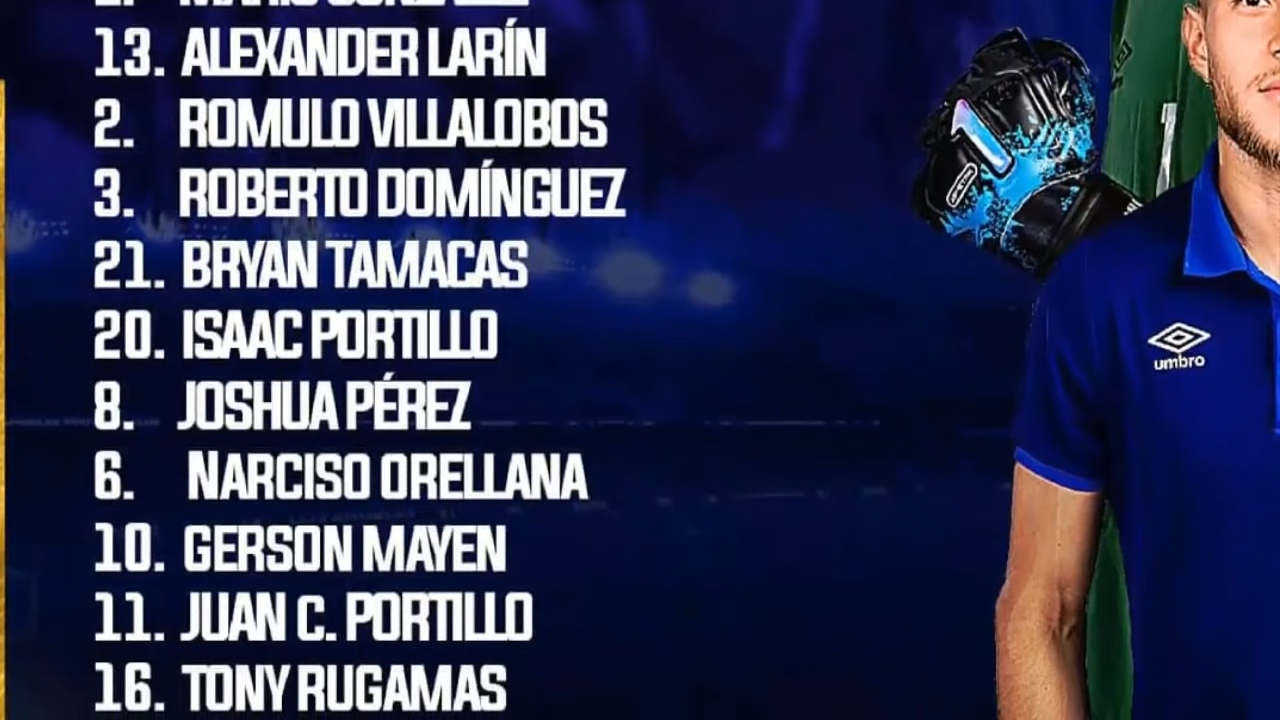 13. ALEXANDER LARÍN
2. ROMULO VILLALOBOS
3. ROBERTO DOMÍNGUEZ
21. BRYAN TAMACAS
20. ISAAC PORTILLO
8. JOSHUA PÉREZ
6. NARCISO ORELLANA
10. GERSON MAYEN
11. JUAN C. PORTILLO
16. TONY RUGAMAS
umbro